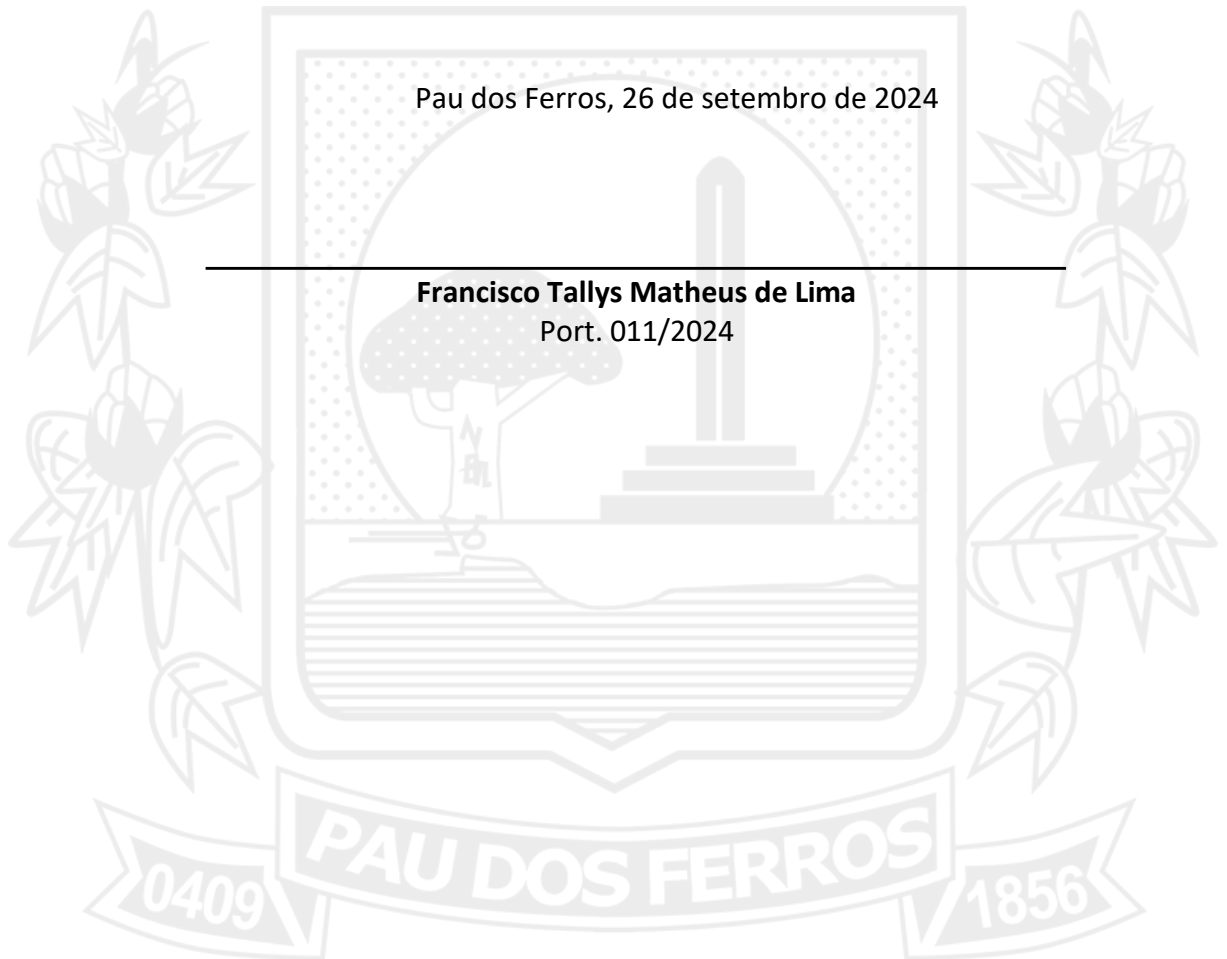 Pau dos Ferros, 26 de setembro de 2024
Francisco Tallys Matheus de Lima
Port. 011/2024
PAU DOS FERROS
0409
1856